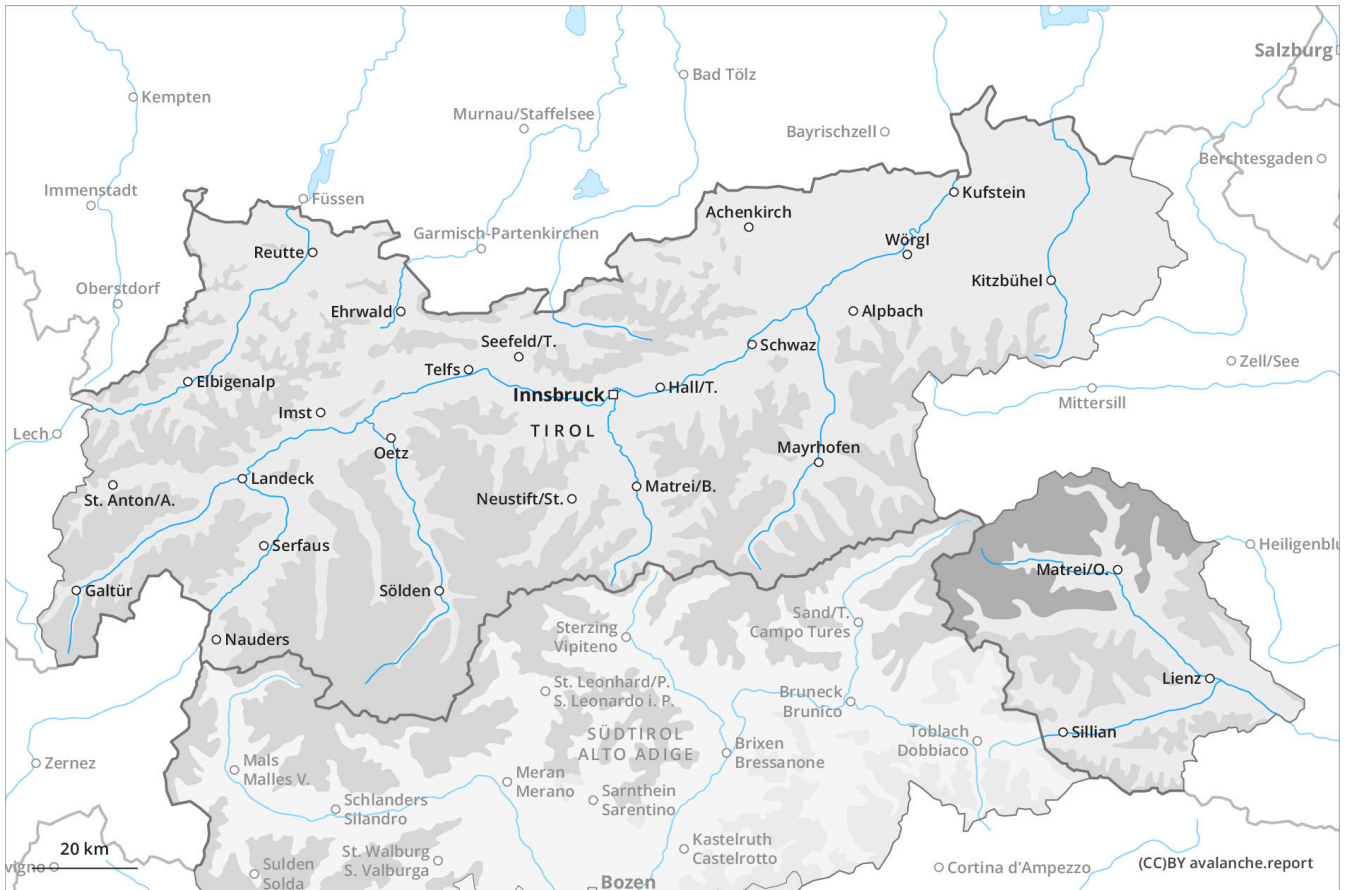 Salzburg
Bad Tölz
Kempten
Murnau/Staffelsee
Bayrischzell
Berchtesgaden
Immenstadt
Füssen
Kufstein
Achenkirch
Garmisch-Partenkirchen
Wörgl
Reutte
Kitzbühel
Oberstdorf
Ehrwald
Alpbach
Seefeld/T.
Schwaz
Zell/See
Telfs
Elbigenalp
Hall/T.
Innsbruck
Mittersill
Imst
TIROL
Lech
Oetz
Mayrhofen
Landeck
Matrei/B.
St. Anton/A.
Neustift/St.
Serfaus
Heiligenblu
Matrei/O.
Galtür
Sölden
Sand/T.
Campo Tures
Sterzing
Vipiteno
Nauders
Lienz
St. Leonhard/P.
S. Leonardo i. P.
Bruneck
Brunico
SÜDTIROL
ALTO ADIGE
Toblach
Dobbiaco
Sillian
Brixen
Bressanone
Zernez
Mals
Malles V.
Meran
Merano
Sarnthein
Sarentino
Schlanders
Silandro
Kastelruth
Castelrotto
20 km
St. Walburg
S. Valburga
vigno
Sulden
Solda
Cortina d'Ampezzo
(CC)BY avalanche.report
Bozen